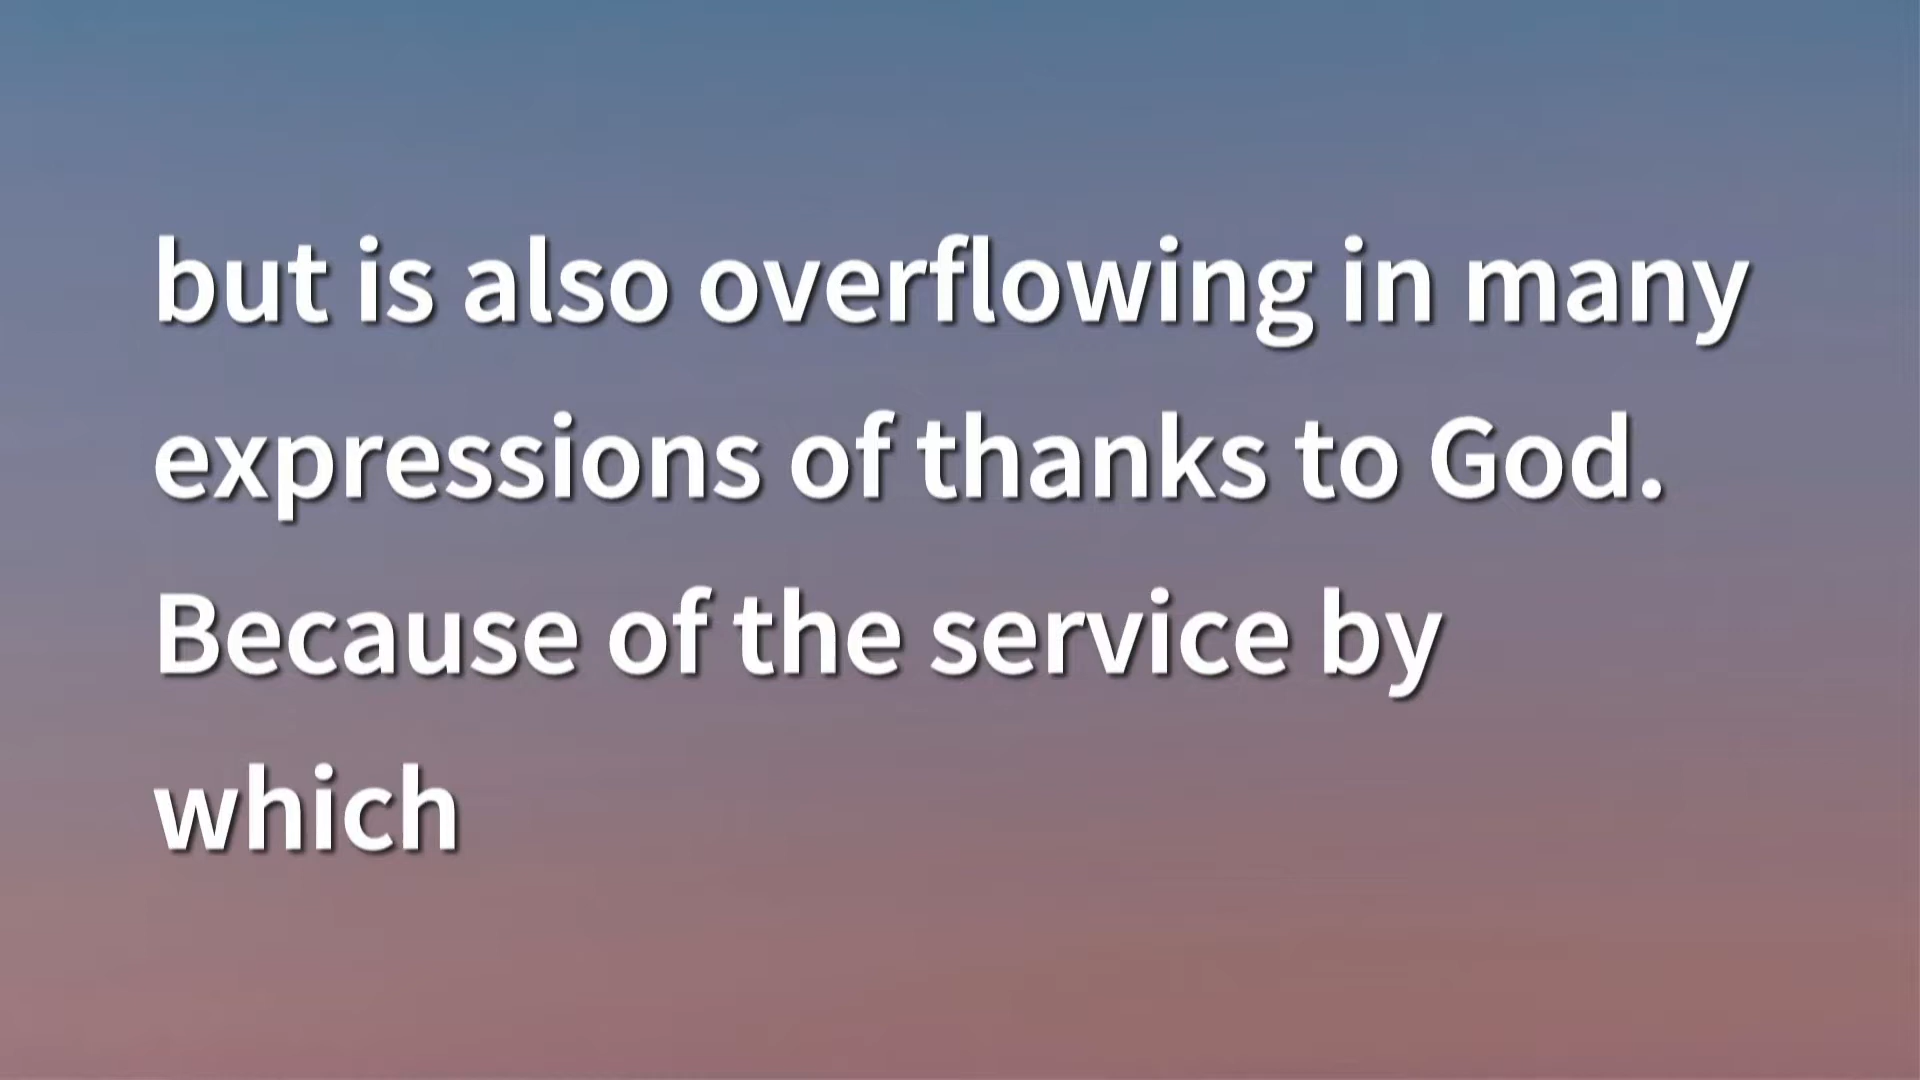 but is also overflowing in many
expressions of thanks to God.
Because of the service by
which